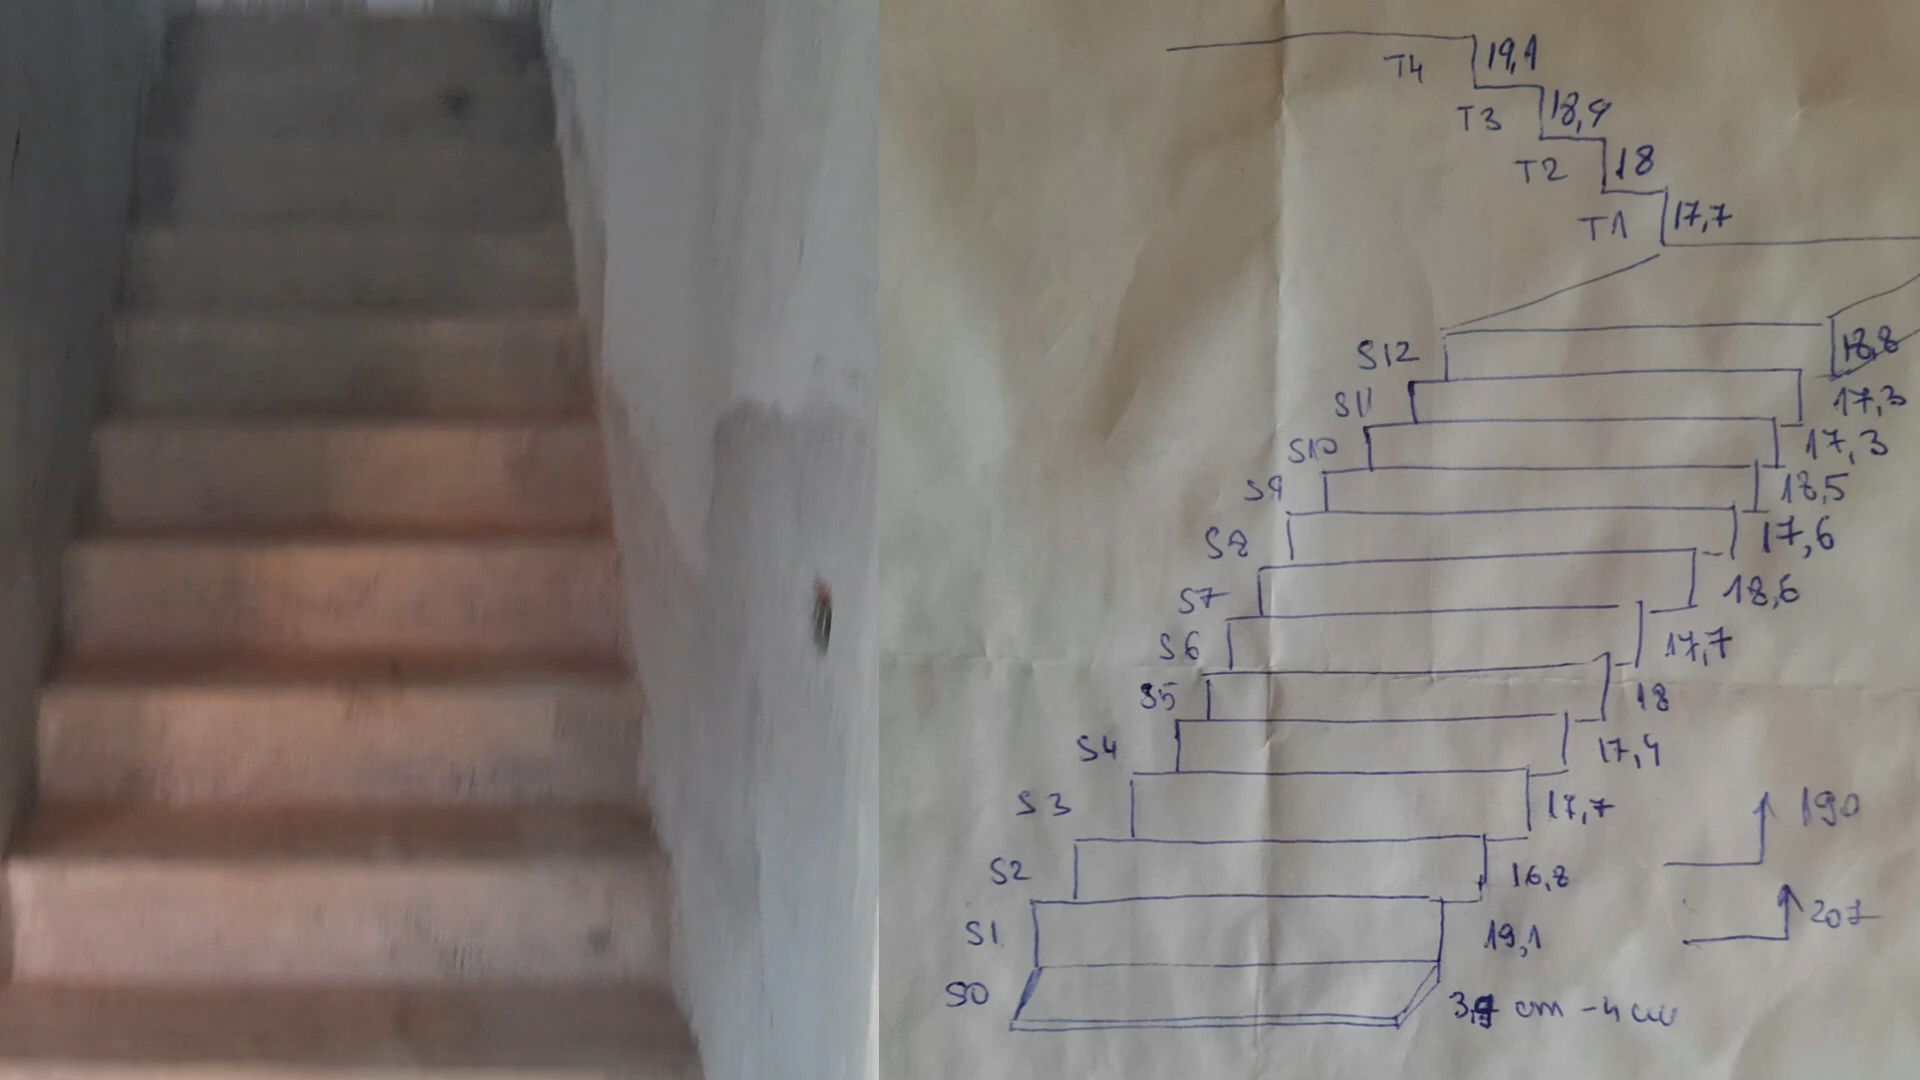 T4 19,1
T3 18,4
T2 18
T1 17,7
S12 18,8
S11 17,3
S10 17,3
S9 18,5
S8 17,6
S7 18,6
S6 17,7
S5 18
S4 17,4
S3 17,7
S2 16,8
S1 19,1
S0 cm - 4 cm
190
207